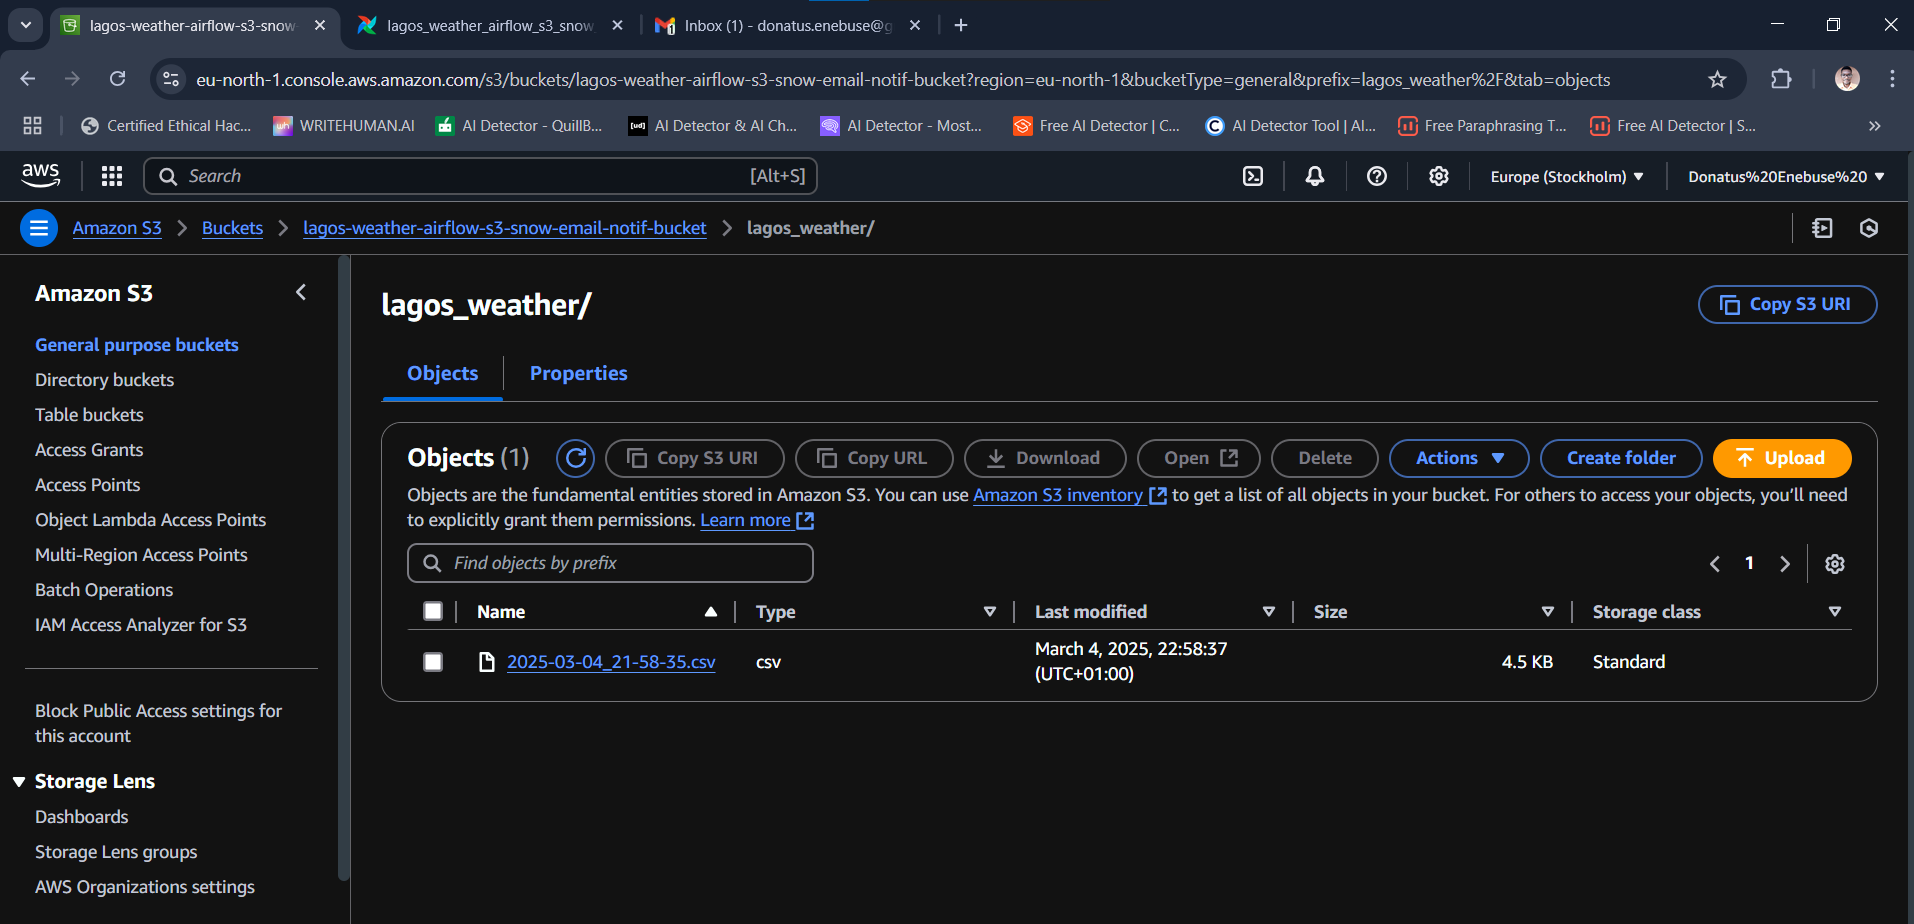 lagos-weather-airflow-s3-snow-
lagos_weather_airflow_s3_snow_
Inbox (1) - donatus.enebuse@g
eu-north-1.console.aws.amazon.com/s3/buckets/lagos-weather-airflow-s3-snow-email-notif-bucket?region=eu-north-1&bucketType=general&prefix=lagos_weather%2F&tab=objects
Certified Ethical Hac...
WRITEHUMAN.AI
AI Detector - QuillB...
AI Detector & AI Ch...
AI Detector - Most...
Free AI Detector | C...
AI Detector Tool | AI...
Free Paraphrasing T...
Free AI Detector | S...
aws
Search
[Alt+S]
Europe (Stockholm)
Donatus%20Enebuse%20
Amazon S3
Buckets
lagos-weather-airflow-s3-snow-email-notif-bucket
lagos_weather/
Amazon S3
General purpose buckets
Directory buckets
Table buckets
Access Grants
Access Points
Object Lambda Access Points
Multi-Region Access Points
Batch Operations
IAM Access Analyzer for S3
Block Public Access settings for
this account
Storage Lens
Dashboards
Storage Lens groups
AWS Organizations settings
lagos_weather/
Copy S3 URI
Objects
Properties
Objects (1)
Copy S3 URI
Copy URL
Download
Open
Delete
Actions
Create folder
Upload
Objects are the fundamental entities stored in Amazon S3. You can use Amazon S3 inventory to get a list of all objects in your bucket. For others to access your objects, you'll need
to explicitly grant them permissions. Learn more
Find objects by prefix
1
Name
Type
Last modified
Size
Storage class
2025-03-04_21-58-35.csv
csv
March 4, 2025, 22:58:37
(UTC+01:00)
4.5 KB
Standard